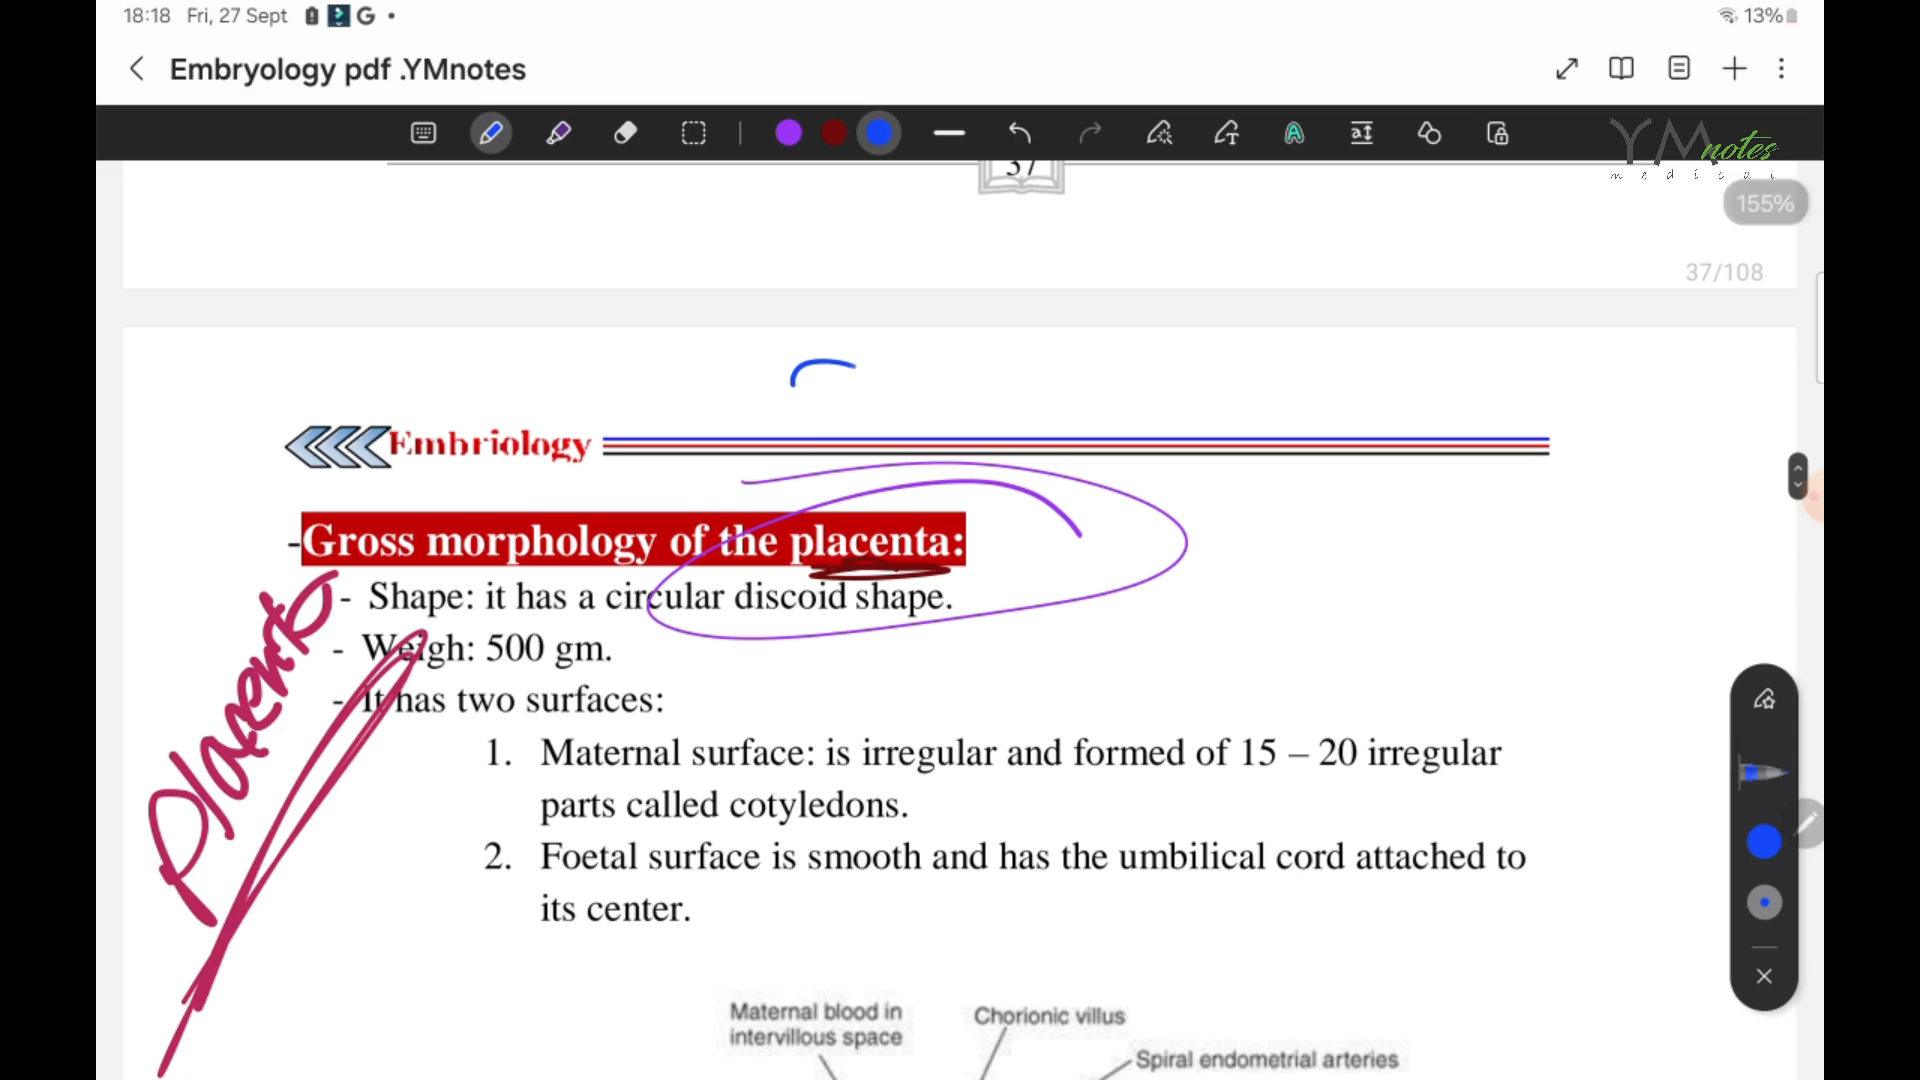 18:18 Fri, 27 Sept G
13%
Embryology pdf .YMnotes
YM notes
medical
37
155%
37/108
Embriology
-Gross morphology of the placenta:
- Shape: it has a circular discoid shape.
- Weigh: 500 gm.
- It has two surfaces:
1. Maternal surface: is irregular and formed of 15 – 20 irregular
parts called cotyledons.
2. Foetal surface is smooth and has the umbilical cord attached to
its center.
Placenta
Maternal blood in
intervillous space
Chorionic villus
Spiral endometrial arteries